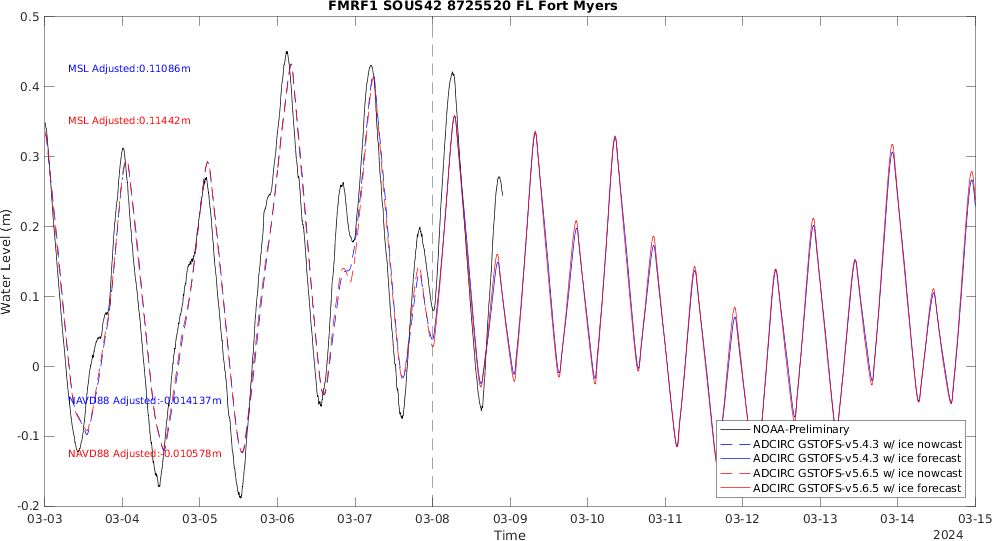 FMRF1 SOUS42 8725520 FL Fort Myers
0.5
MSL Adjusted:0.11086m
0.4
MSL Adjusted:0.11442m
0.3
Water Level (m)
0.2
0.1
0
NAVD88 Adjusted:-0.014137m
-0.1
NAVD88 Adjusted:-0.010578m
-0.2
NOAA-Preliminary
ADCIRC GSTOFS-v5.4.3 w/ ice nowcast
ADCIRC GSTOFS-v5.4.3 w/ ice forecast
ADCIRC GSTOFS-v5.6.5 w/ ice nowcast
ADCIRC GSTOFS-v5.6.5 w/ ice forecast
03-03 03-04 03-05 03-06 03-07 03-08 03-09 03-10 03-11 03-12 03-13 03-14 03-15
Time
2024